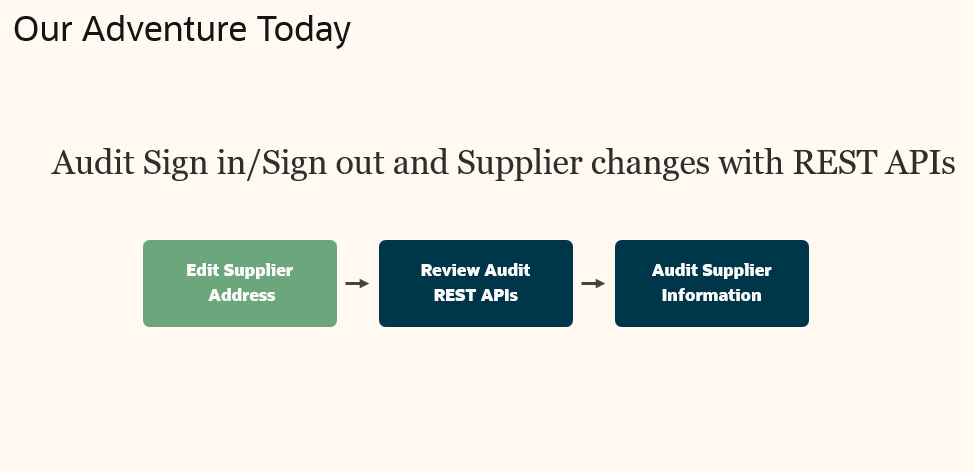 Our Adventure Today
Audit Sign in/Sign out and Supplier changes with REST APIs
Edit Supplier
Address
Review Audit
REST APIs
Audit Supplier
Information